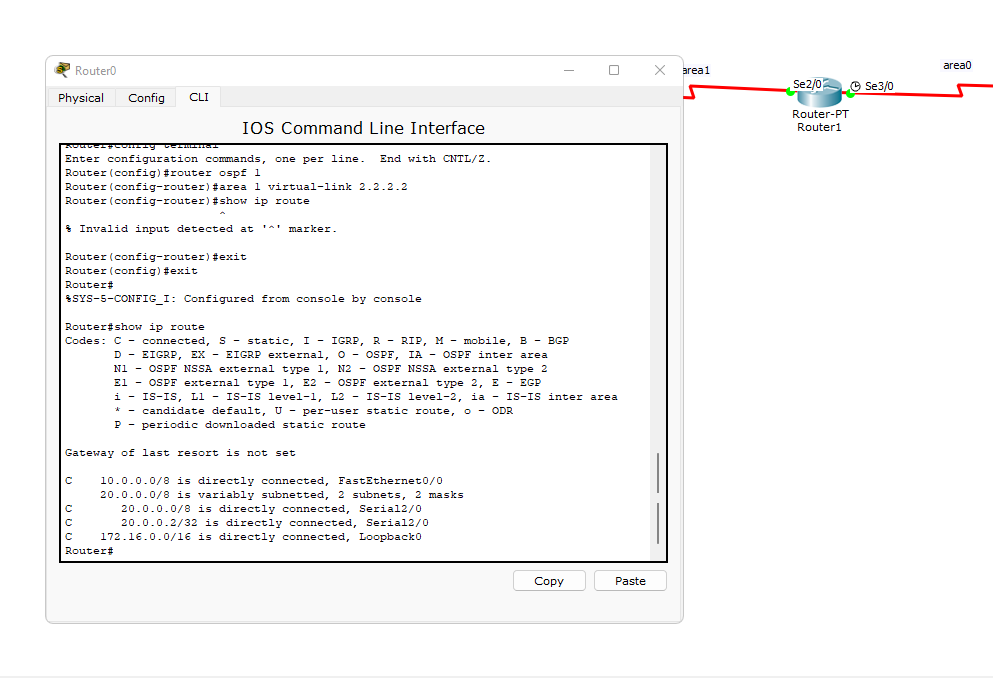 Router0
Physical Config CLI
IOS Command Line Interface
Router#config terminal
Enter configuration commands, one per line.  End with CNTL/Z.
Router(config)#router ospf 1
Router(config-router)#area 1 virtual-link 2.2.2.2
Router(config-router)#show ip route
^
% Invalid input detected at '^' marker.
Router(config-router)#exit
Router(config)#exit
Router#
%SYS-5-CONFIG_I: Configured from console by console
Router#show ip route
Codes: C - connected, S - static, I - IGRP, R - RIP, M - mobile, B - BGP
D - EIGRP, EX - EIGRP external, O - OSPF, IA - OSPF inter area
N1 - OSPF NSSA external type 1, N2 - OSPF NSSA external type 2
E1 - OSPF external type 1, E2 - OSPF external type 2, E - EGP
i - IS-IS, L1 - IS-IS level-1, L2 - IS-IS level-2, ia - IS-IS inter area
* - candidate default, U - per-user static route, o - ODR
P - periodic downloaded static route
Gateway of last resort is not set
C    10.0.0.0/8 is directly connected, FastEthernet0/0
20.0.0.0/8 is variably subnetted, 2 subnets, 2 masks
C       20.0.0.0/8 is directly connected, Serial2/0
C       20.0.0.2/32 is directly connected, Serial2/0
C    172.16.0.0/16 is directly connected, Loopback0
Router#
Copy Paste
area1
area0
Se2/0
Se3/0
Router-PT
Router1